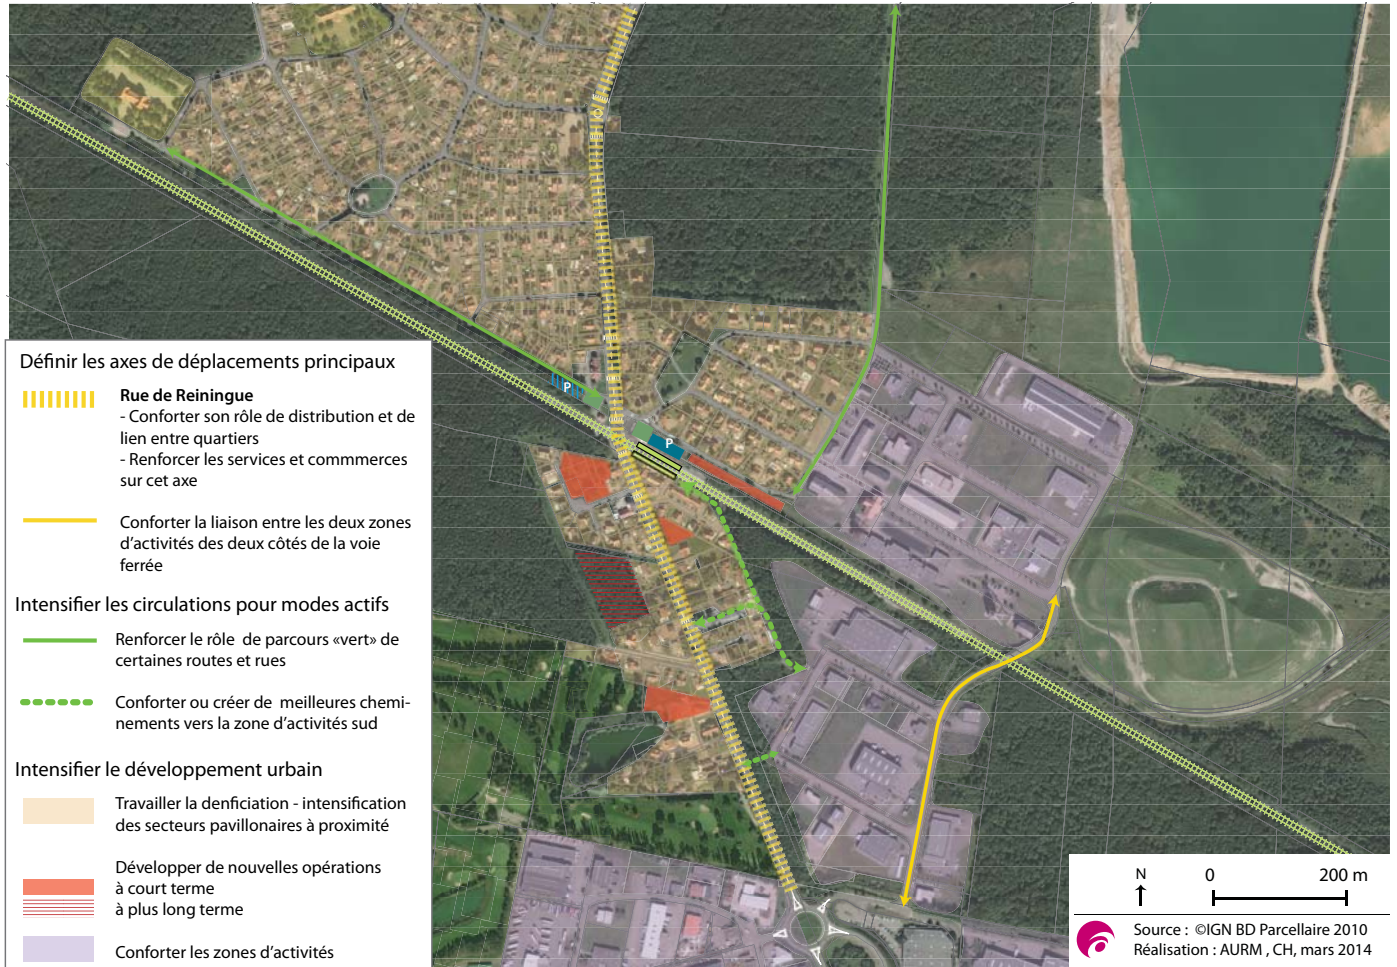 P
P
Définir les axes de déplacements principaux
Rue de Reiningue
- Conforter son rôle de distribution et de
lien entre quartiers
- Renforcer les services et commmerces
sur cet axe
Conforter la liaison entre les deux zones
d'activités des deux côtés de la voie
ferrée
Intensifier les circulations pour modes actifs
Renforcer le rôle de parcours «vert» de
certaines routes et rues
Conforter ou créer de meilleures chemi-
nements vers la zone d'activités sud
Intensifier le développement urbain
Travailler la denficiation - intensification
des secteurs pavillonaires à proximité
Développer de nouvelles opérations
à court terme
à plus long terme
Conforter les zones d'activités
N
0 200 m
Source : ©IGN BD Parcellaire 2010
Réalisation : AURM , CH, mars 2014